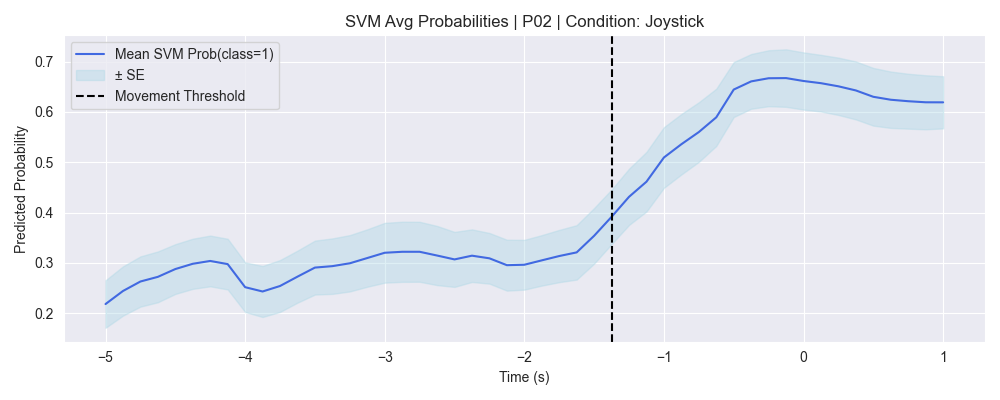 SVM Avg Probabilities | P02 | Condition: Joystick
Mean SVM Prob(class=1)
± SE
Movement Threshold
Predicted Probability
0.7
0.6
0.5
0.4
0.3
0.2
−5
−4
−3
−2
−1
0
1
Time (s)